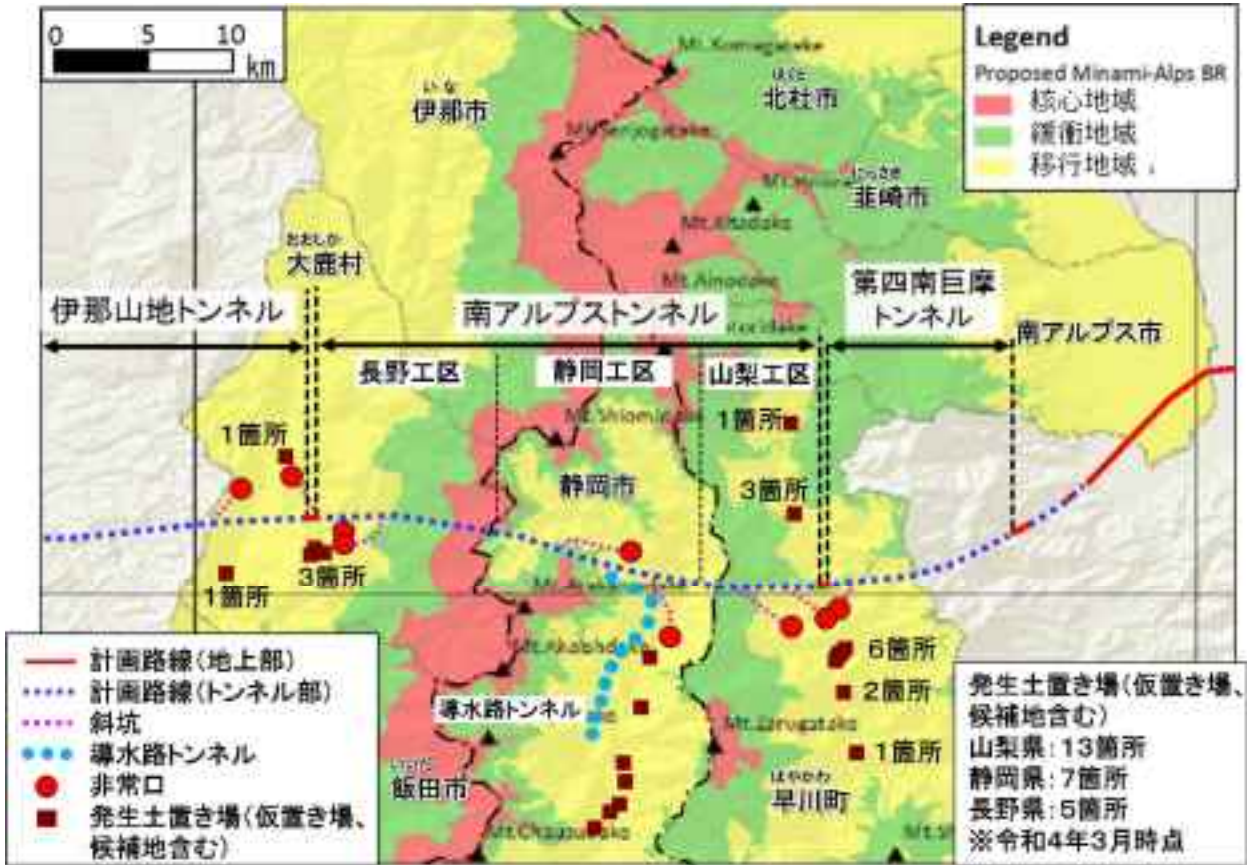 0 5 10
km
Legend
Proposed Minami-Alps BR
核心地域
緩衝地域
移行地域
Mt.Komagatake
いな
伊那市
ほくと
北杜市
Mt.Senjogatake
にらさき
韮崎市
Mt.Kitadake
Mt.Ainodake
おおしか
大鹿村
伊那山地トンネル
南アルプストンネル
第四南巨摩
トンネル
南アルプス市
長野工区
静岡工区
山梨工区
Mt.Shiomidake
1箇所
1箇所
静岡市
3箇所
3箇所
1箇所
Mt.Akaishidake
6箇所
2箇所
1箇所
導水路トンネル
Mt.Zarugatake
いいだ
飯田市
はやかわ
早川町
計画路線(地上部)
計画路線(トンネル部)
斜坑
導水路トンネル
非常口
発生土置き場(仮置き場、
候補地含む)
発生土置き場(仮置き場、
候補地含む)
山梨県:13箇所
静岡県:7箇所
長野県:5箇所
※令和4年3月時点